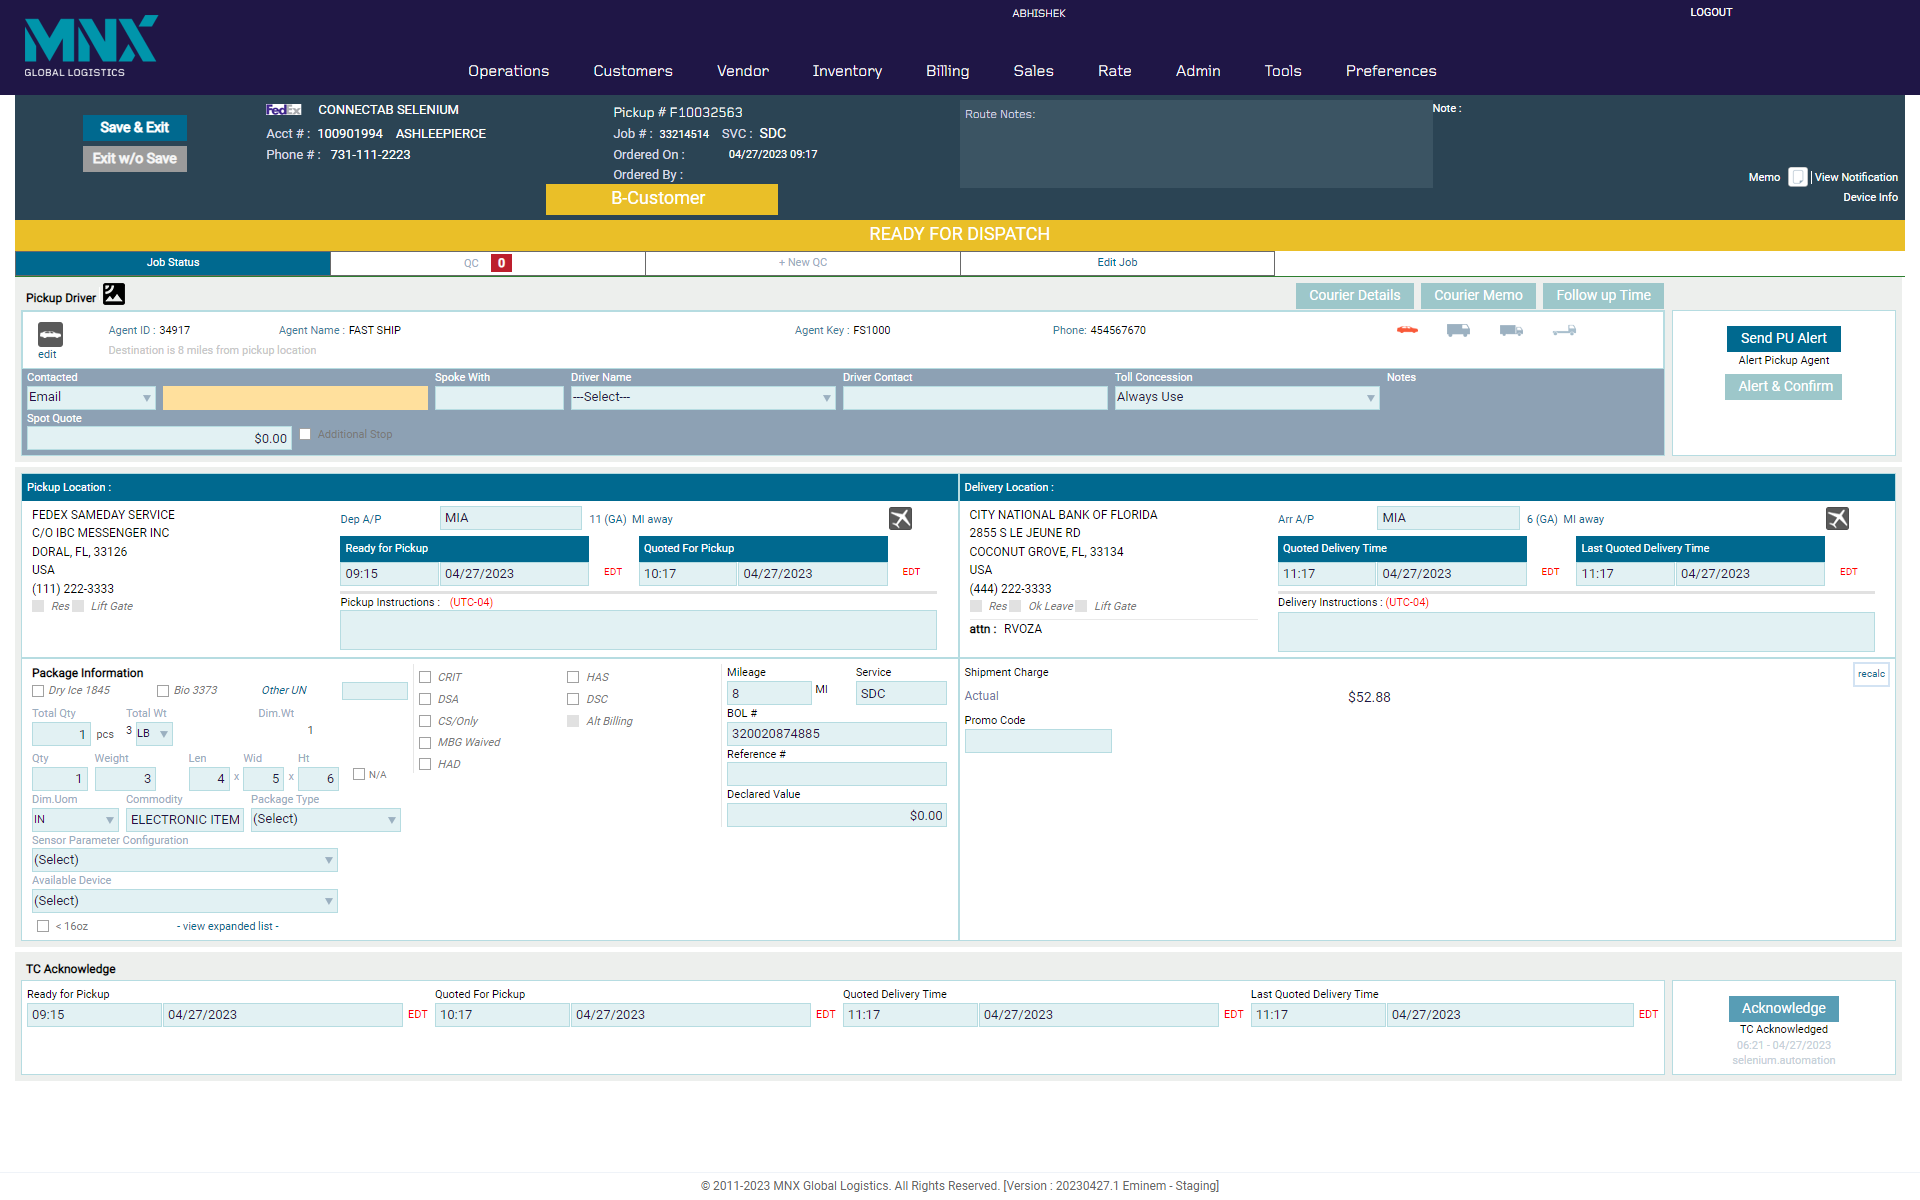 ABHISHEK
LOGOUT
MNX
GLOBAL LOGISTICS
Operations Customers Vendor Inventory Billing Sales Rate Admin Tools Preferences
Save & Exit
Exit w/o Save
FedEx CONNECTAB SELENIUM
Acct # : 100901994 ASHLEEPIERCE
Phone # : 731-111-2223
Pickup # F10032563
Job # : 33214514 SVC : SDC
Ordered On : 04/27/2023 09:17
Ordered By :
B-Customer
Route Notes:
Note :
Memo | View Notification
Device Info
READY FOR DISPATCH
Job Status QC 0 + New QC Edit Job
Pickup Driver
Courier Details Courier Memo Follow up Time
edit
Agent ID : 34917 Agent Name : FAST SHIP Agent Key : FS1000 Phone: 454567670
Destination is 8 miles from pickup location
Send PU Alert
Alert Pickup Agent
Alert & Confirm
Contacted Spoke With Driver Name Driver Contact Toll Concession Notes
Email ---Select--- Always Use
Spot Quote
$0.00 Additional Stop
Pickup Location :
FEDEX SAMEDAY SERVICE
C/O IBC MESSENGER INC
DORAL, FL, 33126
USA
(111) 222-3333
Res Lift Gate
Dep A/P MIA 11 (GA) MI away
Ready for Pickup Quoted For Pickup
09:15 04/27/2023 EDT 10:17 04/27/2023 EDT
Pickup Instructions : (UTC-04)
Delivery Location :
CITY NATIONAL BANK OF FLORIDA
2855 S LE JEUNE RD
COCONUT GROVE, FL, 33134
USA
(444) 222-3333
Res Ok Leave Lift Gate
attn : RVOZA
Arr A/P MIA 6 (GA) MI away
Quoted Delivery Time Last Quoted Delivery Time
11:17 04/27/2023 EDT 11:17 04/27/2023 EDT
Delivery Instructions : (UTC-04)
Package Information
Dry Ice 1845 Bio 3373 Other UN
Total Qty Total Wt Dim.Wt
1 pcs 3 LB 1
Qty Weight Len Wid Ht
1 3 4 x 5 x 6 N/A
Dim.Uom Commodity Package Type
IN ELECTRONIC ITEM (Select)
Sensor Parameter Configuration
(Select)
Available Device
(Select)
< 16oz - view expanded list -
CRIT HAS
DSA DSC
CS/Only Alt Billing
MBG Waived
HAD
Mileage Service
8 MI SDC
BOL #
320020874885
Reference #
Declared Value
$0.00
Shipment Charge recalc
Actual $52.88
Promo Code
TC Acknowledge
Ready for Pickup Quoted For Pickup Quoted Delivery Time Last Quoted Delivery Time
09:15 04/27/2023 EDT 10:17 04/27/2023 EDT 11:17 04/27/2023 EDT 11:17 04/27/2023 EDT
Acknowledge
TC Acknowledged
06:21 - 04/27/2023
selenium.automation
© 2011-2023 MNX Global Logistics. All Rights Reserved. [Version : 20230427.1 Eminem - Staging]